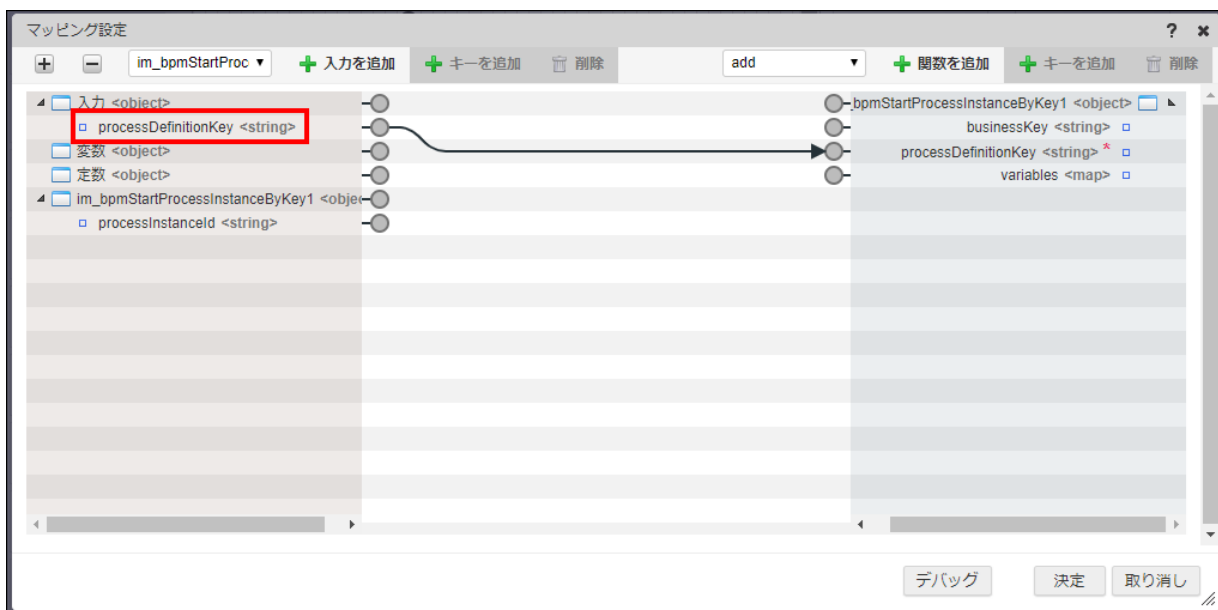 マッピング設定 ?
im_bpmStartProc 入力を追加 キーを追加 削除 add 関数を追加 キーを追加 削除
入力 <object> _bpmStartProcessInstanceByKey1 <object>
processDefinitionKey <string> businessKey <string>
変数 <object> processDefinitionKey <string> *
定数 <object> variables <map>
im_bpmStartProcessInstanceByKey1 <objec
processInstanceId <string>
デバッグ 決定 取り消し